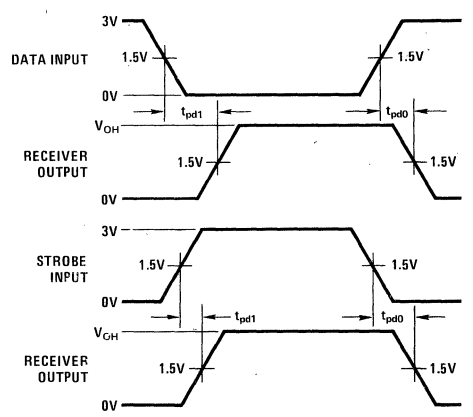 3V
DATA INPUT
1.5V
1.5V
0V
tpd1
tpd0
VOH
RECEIVER
OUTPUT
1.5V
1.5V
0V
3V
STROBE
INPUT
1.5V
1.5V
0V
tpd1
tpd0
VOH
RECEIVER
OUTPUT
1.5V
1.5V
0V